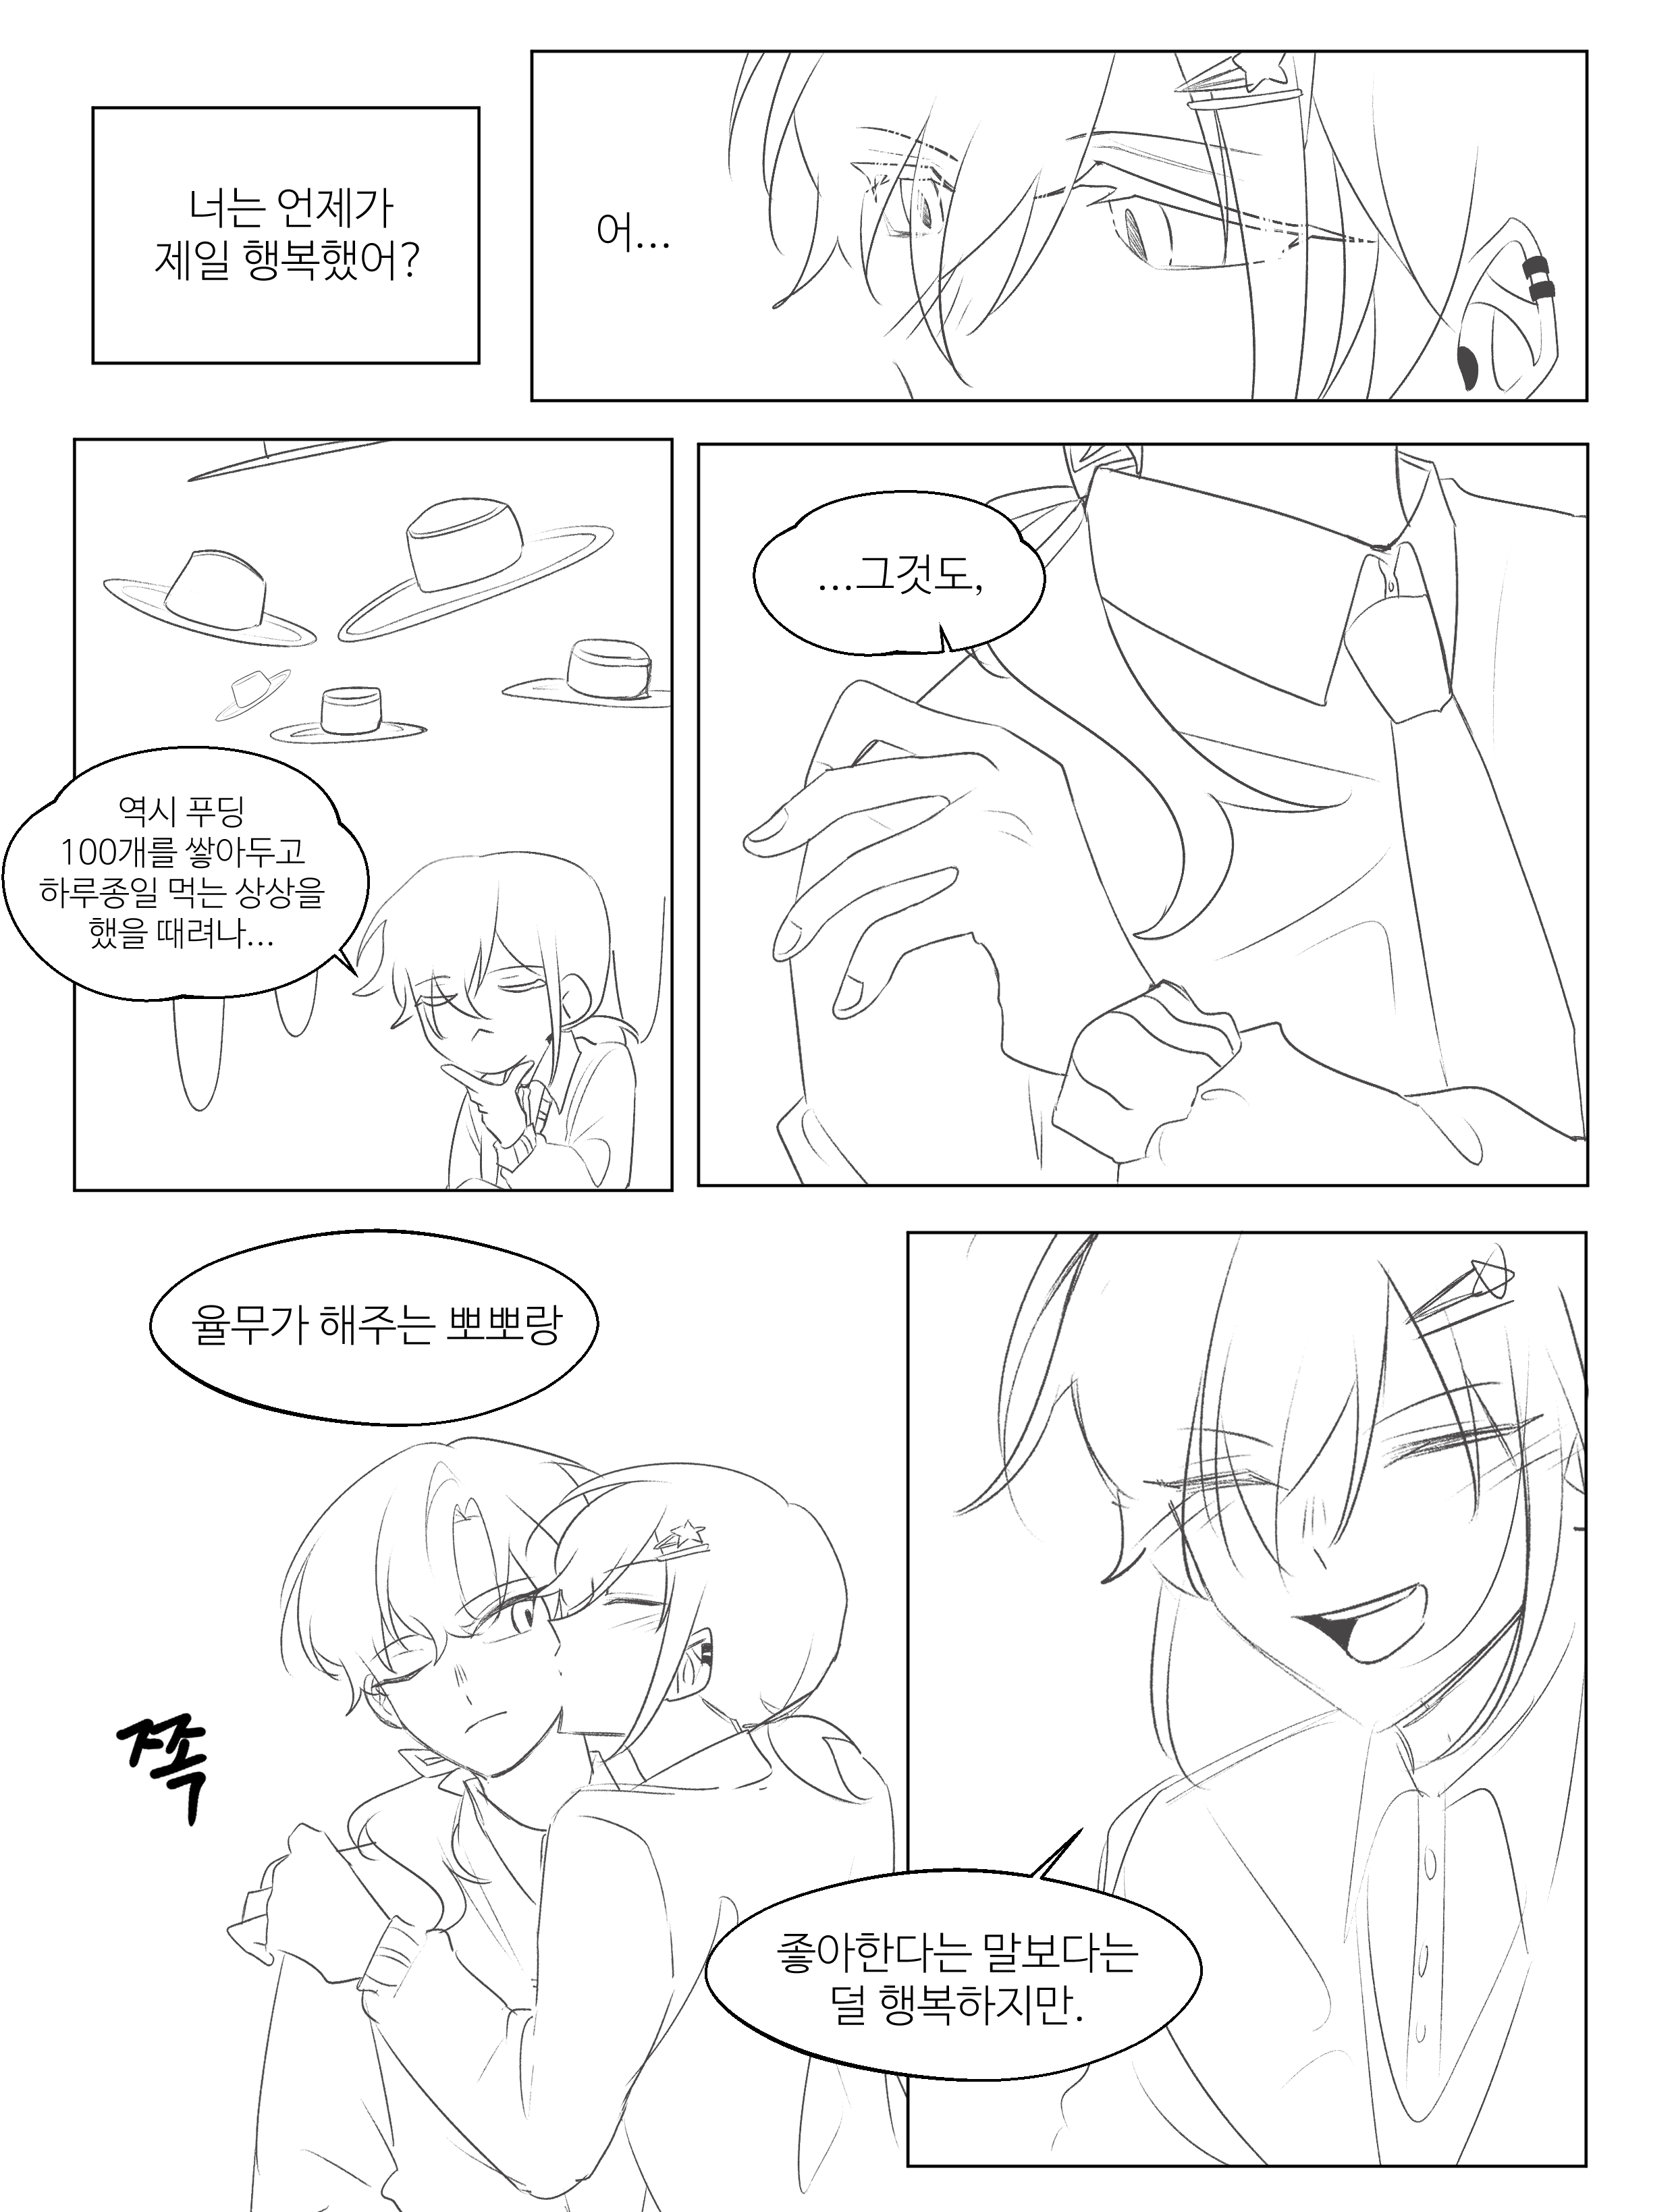 너는 언제가
제일 행복했어?
어...
역시 푸딩
100개를 쌓아두고
하루종일 먹는 상상을
했을 때려나...
...그것도,
율무가 해주는 뽀뽀랑
쪽
좋아한다는 말보다는
덜 행복하지만.